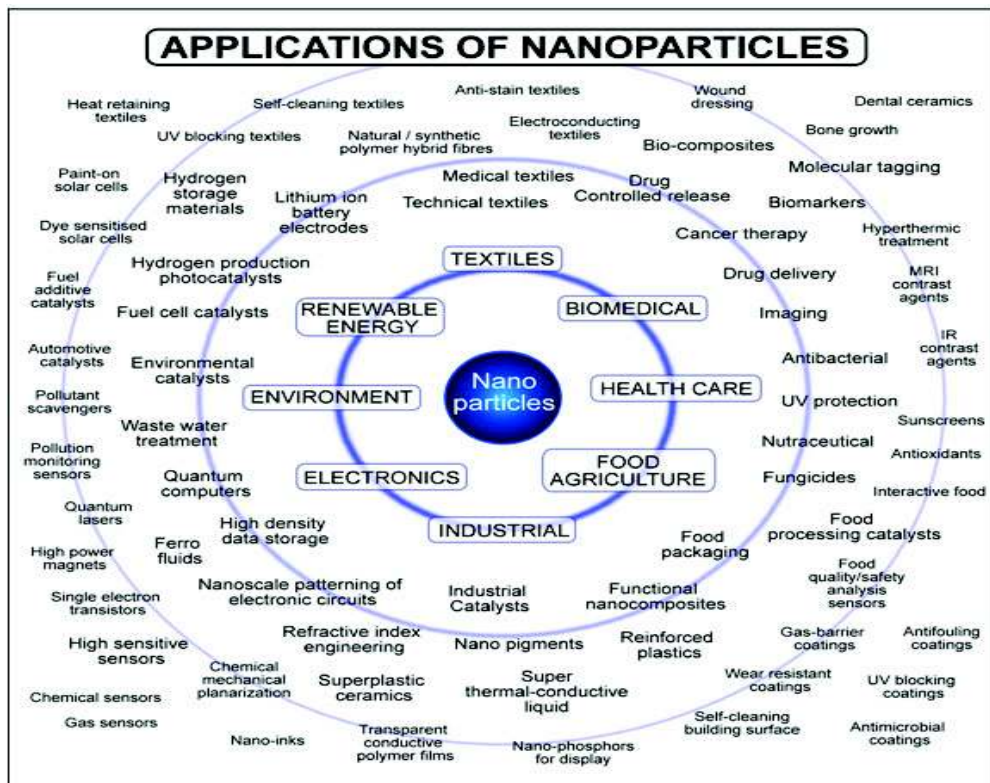 APPLICATIONS OF NANOPARTICLES
Heat retaining
textiles
Self-cleaning textiles
Anti-stain textiles
Wound
dressing
Dental ceramics
UV blocking textiles
Natural / synthetic
polymer hybrid fibres
Electroconducting
textiles
Bio-composites
Bone growth
Molecular tagging
Paint-on
solar cells
Hydrogen
storage
materials
Lithium ion
battery
electrodes
Medical textiles
Technical textiles
Drug
Controlled release
Biomarkers
Dye sensitised
solar cells
Cancer therapy
Hyperthermic
treatment
Hydrogen production
photocatalysts
TEXTILES
Drug delivery
Fuel
additive
catalysts
MRI
contrast
agents
Fuel cell catalysts
RENEWABLE
ENERGY
BIOMEDICAL
Imaging
Automotive
catalysts
Environmental
catalysts
Antibacterial
IR
contrast
agents
Pollutant
scavengers
ENVIRONMENT
Nano
particles
HEALTH CARE
UV protection
Sunscreens
Waste water
treatment
Nutraceutical
Antioxidants
Pollution
monitoring
sensors
Quantum
computers
ELECTRONICS
FOOD
AGRICULTURE
Fungicides
Interactive food
Quantum
lasers
High density
data storage
INDUSTRIAL
Food
packaging
Food
processing catalysts
High power
magnets
Ferro
fluids
Food
quality/safety
analysis
sensors
Single electron
transistors
Nanoscale patterning of
electronic circuits
Industrial
Catalysts
Functional
nanocomposites
High sensitive
sensors
Refractive index
engineering
Nano pigments
Reinforced
plastics
Gas-barrier
coatings
Antifouling
coatings
Chemical sensors
Chemical
mechanical
planarization
Superplastic
ceramics
Super
thermal-conductive
liquid
Wear resistant
coatings
UV blocking
coatings
Gas sensors
Nano-inks
Transparent
conductive
polymer films
Nano-phosphors
for display
Self-cleaning
building surface
Antimicrobial
coatings